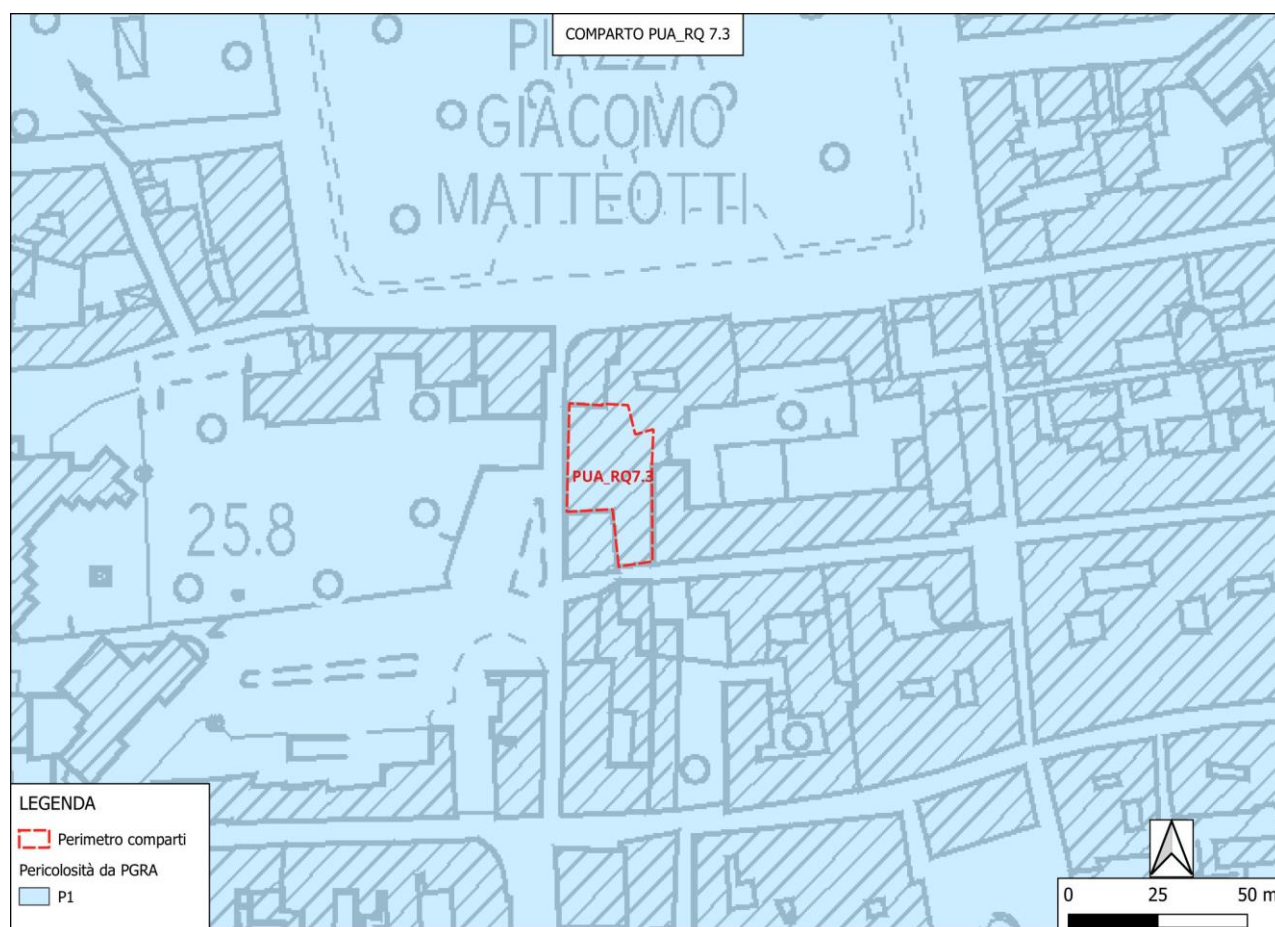 COMPARTO PUA_RQ 7.3
PIAZZA
GIACOMO
MATTEOTTI
PUA_RQ7.3
25.8
LEGENDA
Perimetro comparti
Pericolosità da PGRA
P1
0 25 50 m